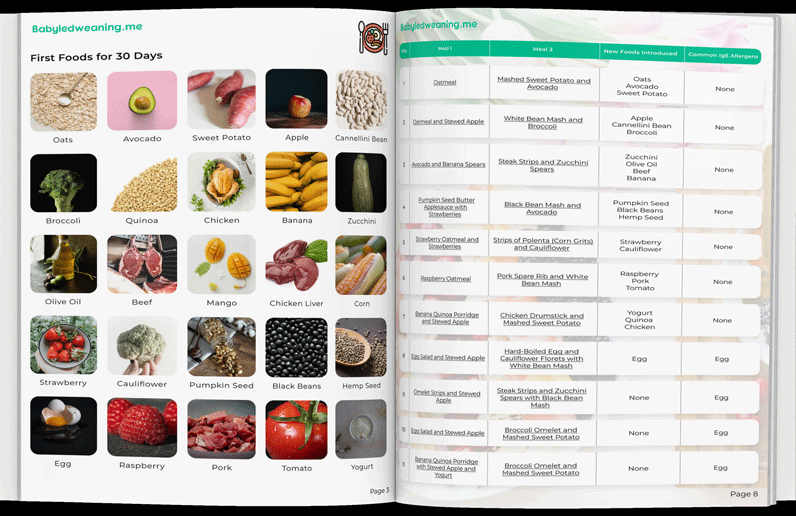 Babyledweaning.me
First Foods for 30 Days
Oats
Avocado
Sweet Potato
Apple
Cannellini Bean
Broccoli
Quinoa
Chicken
Banana
Zucchini
Olive Oil
Beef
Mango
Chicken Liver
Corn
Strawberry
Cauliflower
Pumpkin Seed
Black Beans
Hemp Seed
Egg
Raspberry
Pork
Tomato
Yogurt
Page 3
Babyledweaning.me
Meal 1
Meal 2
New Foods Introduced
Common IgE Allergens
1
Oatmeal
Mashed Sweet Potato and
Avocado
Oats
Avocado
Sweet Potato
None
2
Oatmeal and Stewed Apple
White Bean Mash and
Broccoli
Apple
Cannellini Bean
Broccoli
None
3
Avocado and Banana Spears
Steak Strips and Zucchini
Spears
Zucchini
Olive Oil
Beef
Banana
None
4
Pumpkin Seed Butter
Applesauce with
Strawberries
Black Bean Mash and
Avocado
Pumpkin Seed
Black Beans
Hemp Seed
None
5
Strawberry Oatmeal and
Strawberries
Strips of Polenta (Corn Grits)
and Cauliflower
Strawberry
Cauliflower
None
6
Raspberry Oatmeal
Pork Spare Rib and White
Bean Mash
Raspberry
Pork
Tomato
None
7
Banana Quinoa Porridge
and Stewed Apple
Chicken Drumstick and
Mashed Sweet Potato
Yogurt
Quinoa
Chicken
None
8
Egg Salad and Stewed Apple
Hard-Boiled Egg and
Cauliflower Florets with
White Bean Mash
Egg
Egg
9
Omelet Strips and Stewed
Apple
Steak Strips and Zucchini
Spears with Black Bean
Mash
None
Egg
10
Egg Salad and Stewed Apple
Broccoli Omelet and
Mashed Sweet Potato
None
Egg
11
Banana Quinoa Porridge
with Stewed Apple and
Yogurt
Broccoli Omelet and
Mashed Sweet Potato
None
Egg
Page 8